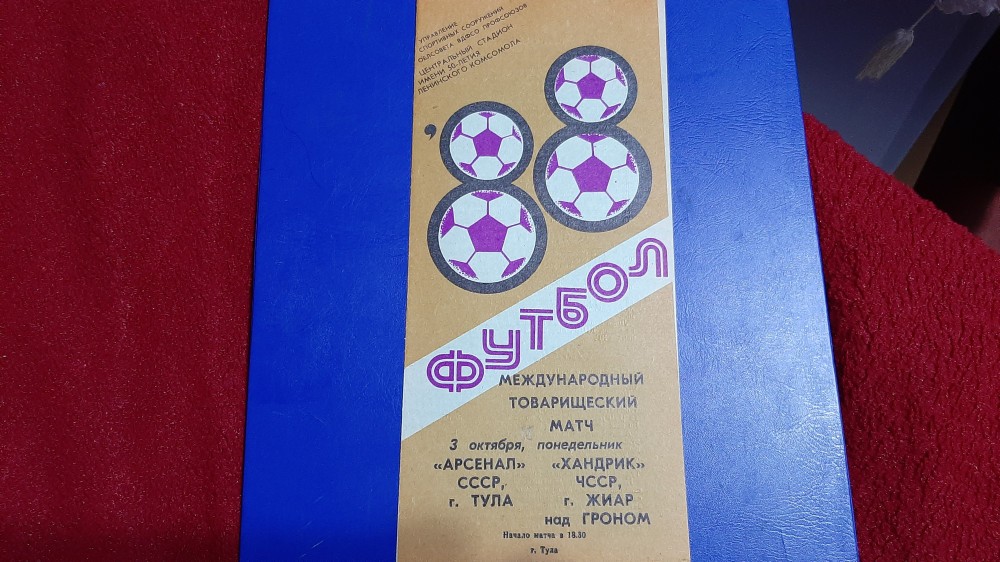 УПРАВЛЕНИЕ
СПОРТИВНЫХ СООРУЖЕНИЙ
ОБЛСОВЕТА ВДФСО ПРОФСОЮЗОВ
ЦЕНТРАЛЬНЫЙ СТАДИОН
ИМЕНИ 50-ЛЕТИЯ
ЛЕНИНСКОГО КОМСОМОЛА
'88
ФУТБОЛ
МЕЖДУНАРОДНЫЙ
ТОВАРИЩЕСКИЙ
МАТЧ
3 октября, понедельник
«АРСЕНАЛ» «ХАНДРИК»
СССР, ЧССР,
г. ТУЛА г. ЖИАР
над ГРОНОМ
Начало матча в 18.30
г. Тула